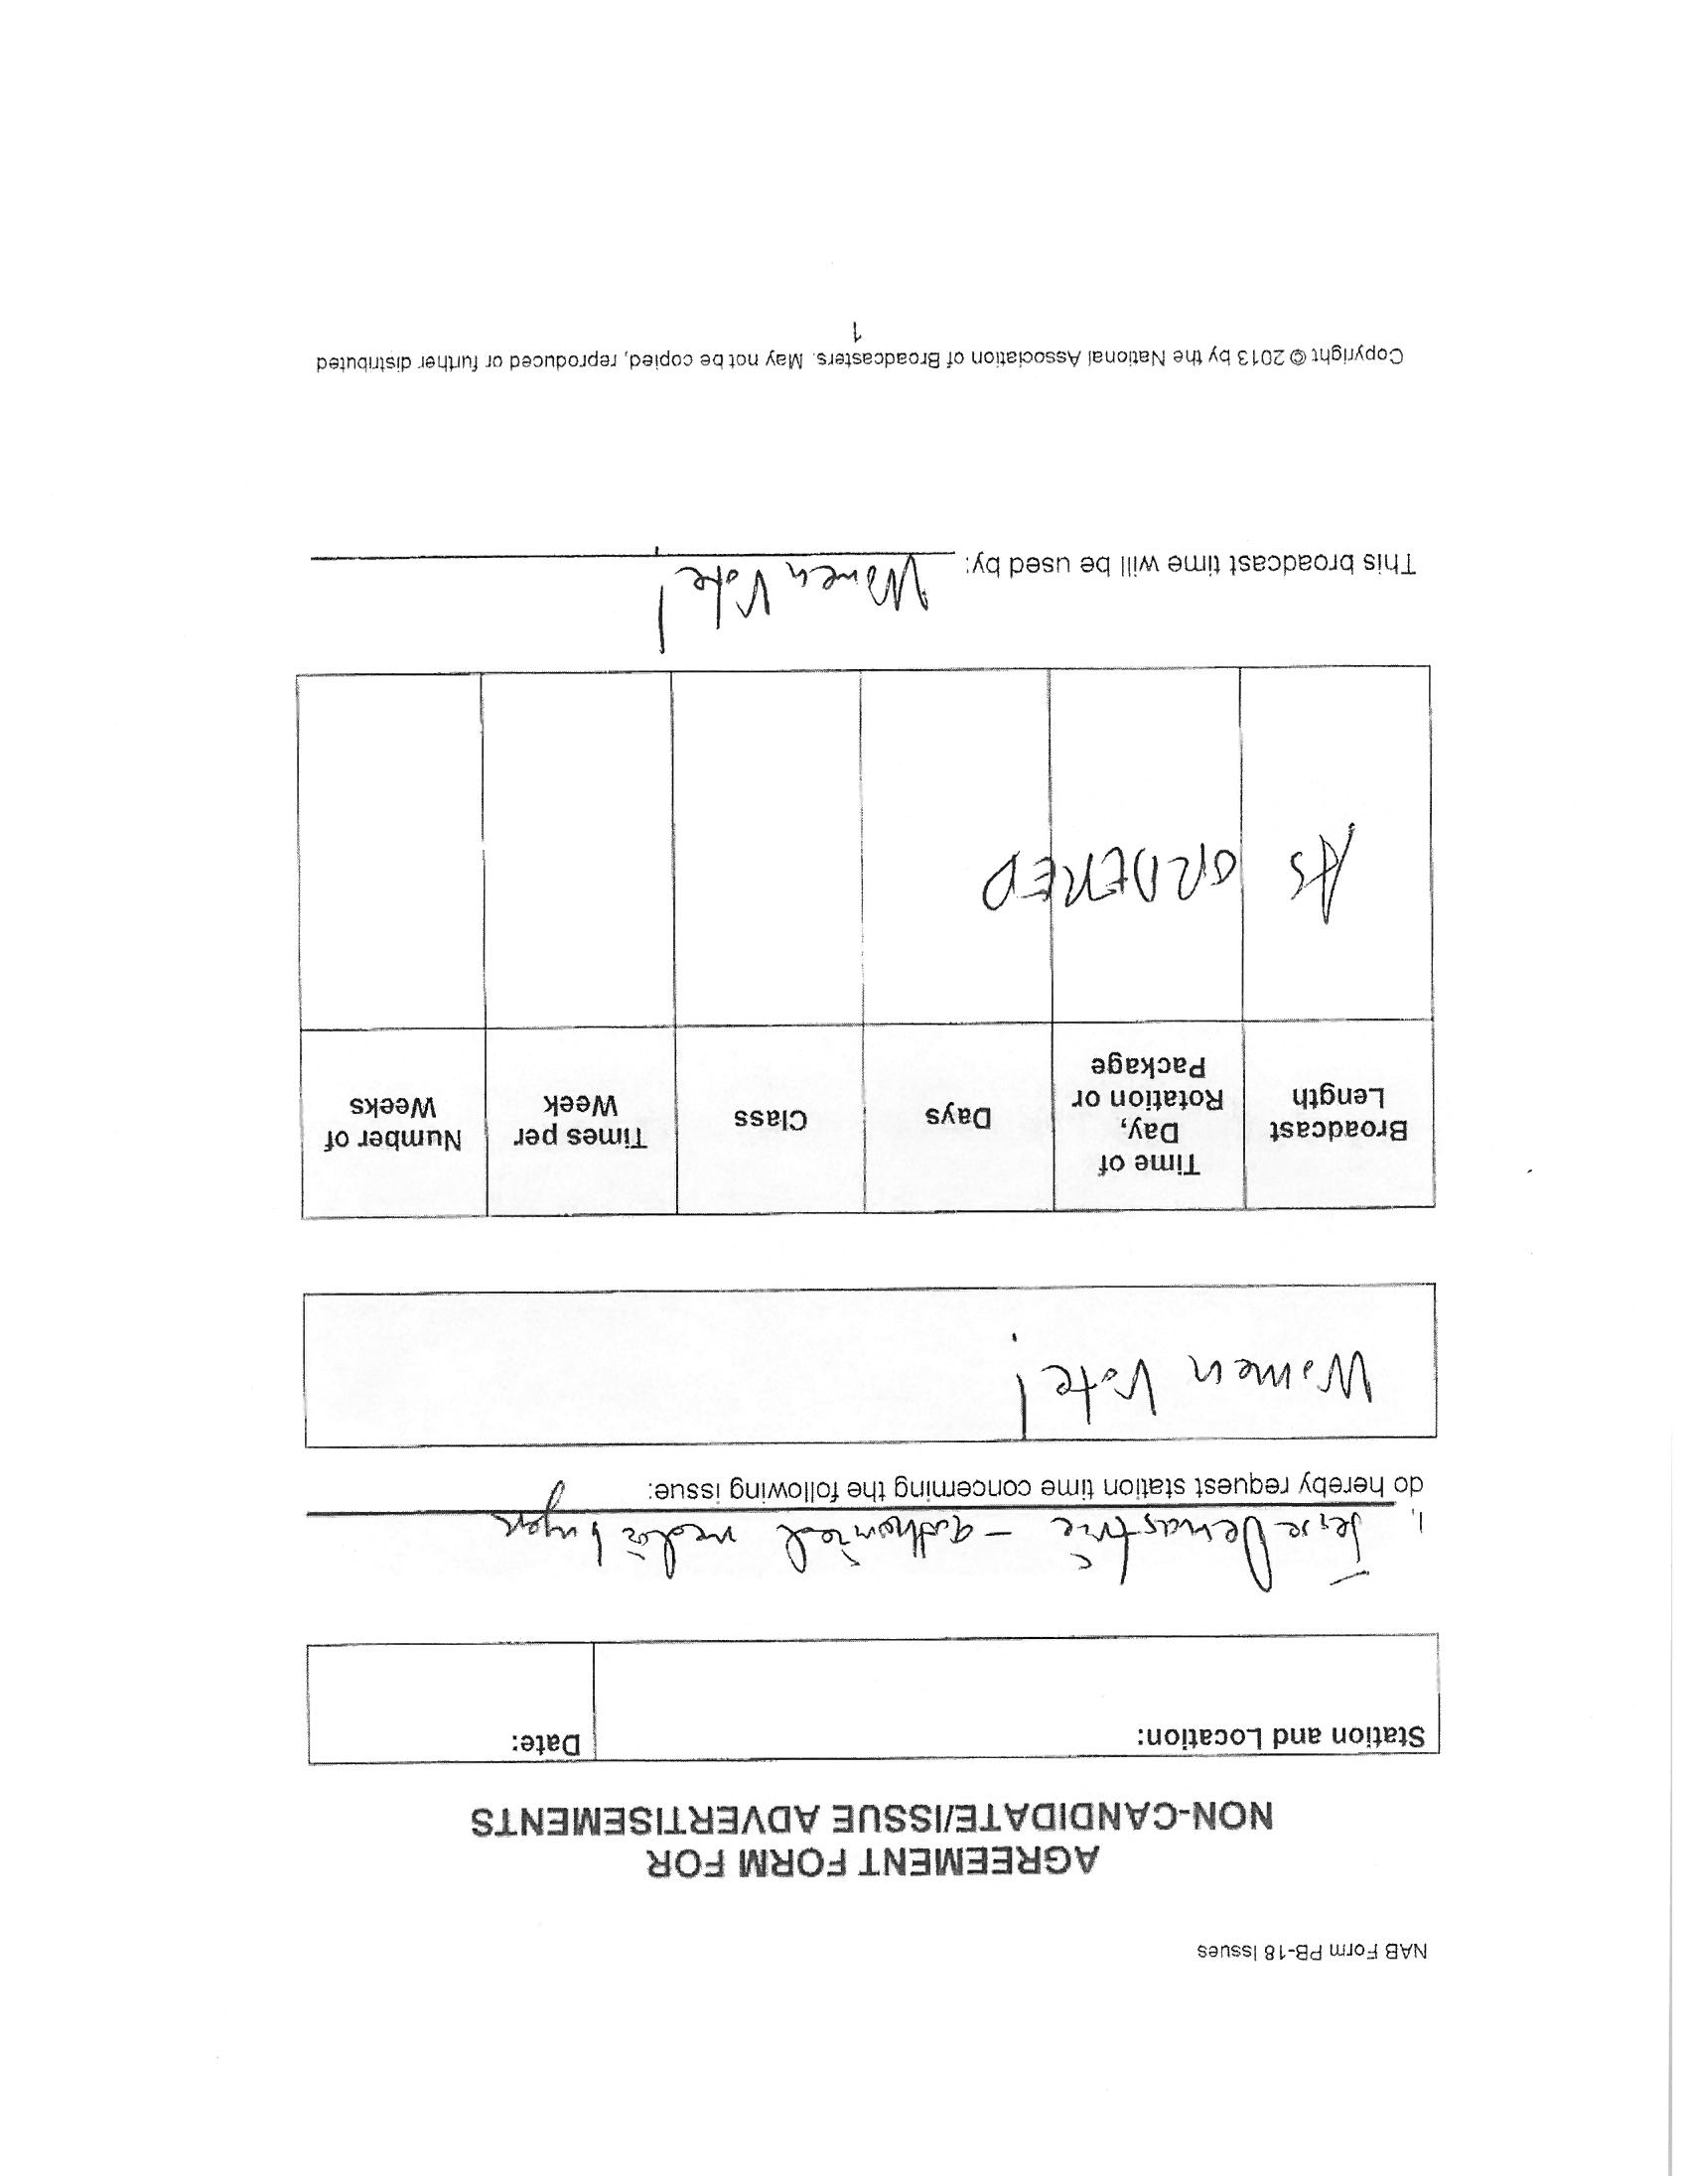 NAB Form PB-18 Issues
AGREEMENT FORM FOR
NON-CANDIDATE/ISSUE ADVERTISEMENTS
Station and Location:
Date:
I, - authorized media buyer
do hereby request station time concerning the following issue:
Women Vote!
Broadcast Length
Time of Day, Rotation or Package
Days
Class
Times per Week
Number of Weeks
AS ORDERED
This broadcast time will be used by: Women Vote!
Copyright © 2013 by the National Association of Broadcasters. May not be copied, reproduced or further distributed
1